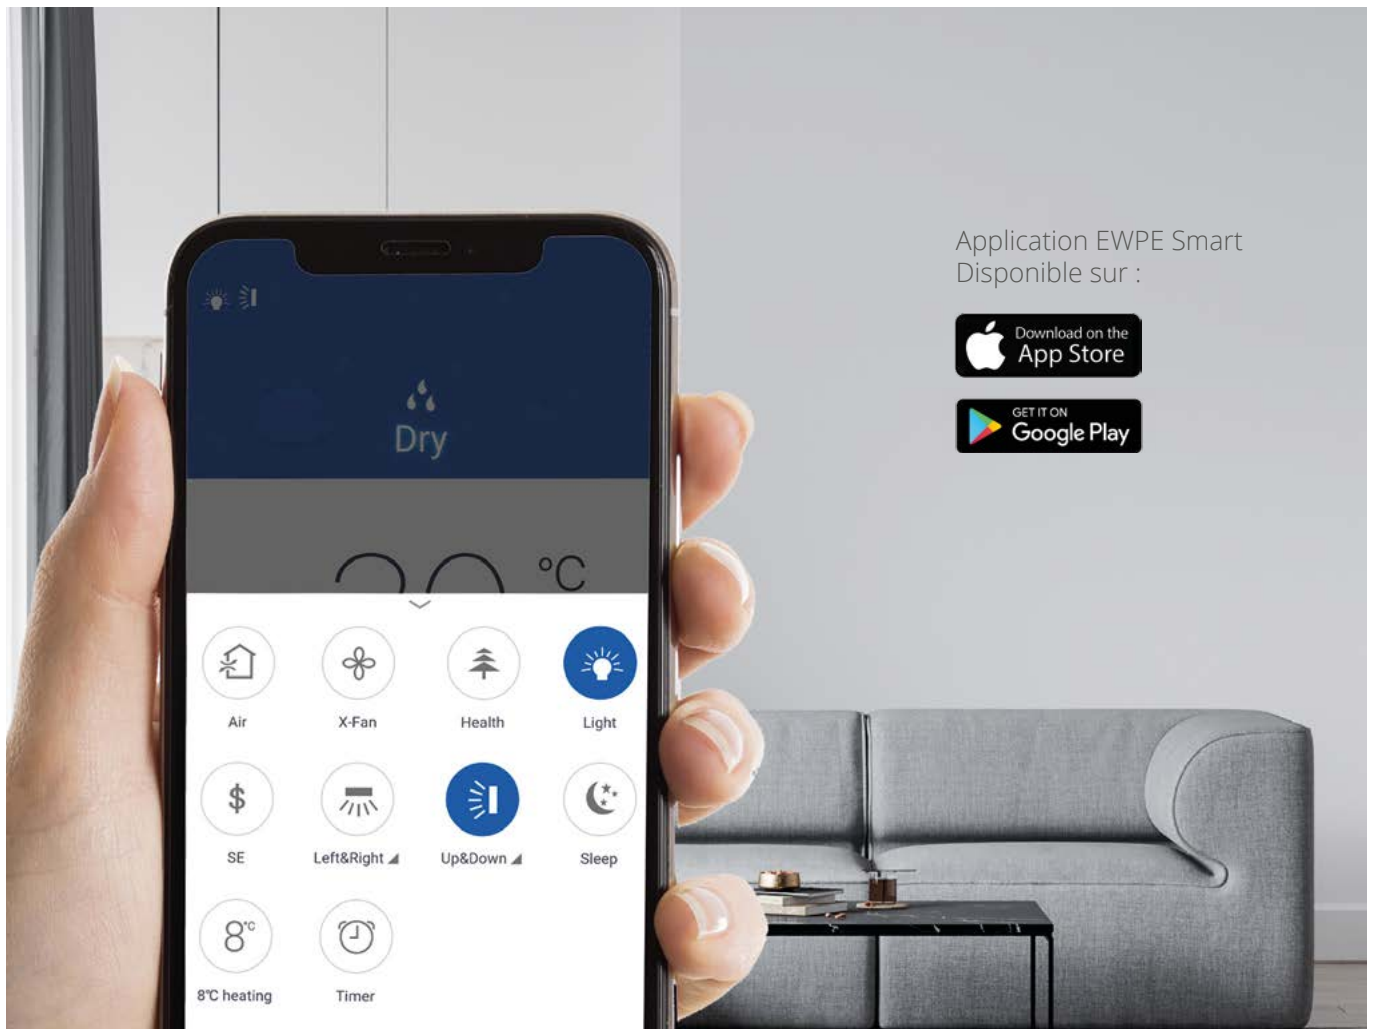 Application EWPE Smart
Disponible sur :
Download on the
App Store
GET IT ON
Google Play
Dry
°C
Air
X-Fan
Health
Light
$
SE
Left&Right
Up&Down
Sleep
8°C
8°C heating
Timer